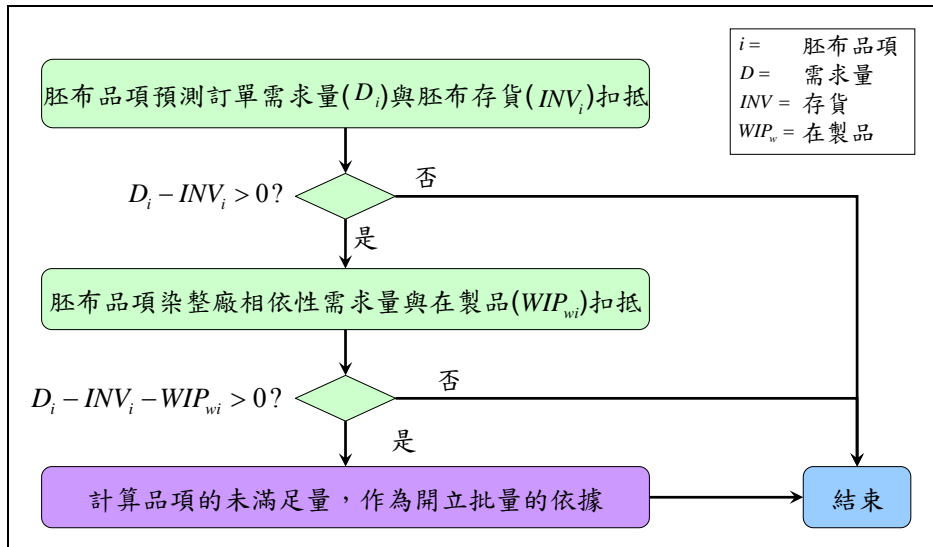 i = 胚布品項
D = 需求量
INV = 存貨
WIP_w = 在製品
胚布品項預測訂單需求量(D_i)與胚布存貨(INV_i)扣抵
D_i − INV_i > 0?
否
是
胚布品項染整廠相依性需求量與在製品(WIP_wi)扣抵
D_i − INV_i − WIP_wi > 0?
否
是
計算品項的未滿足量，作為開立批量的依據
結束